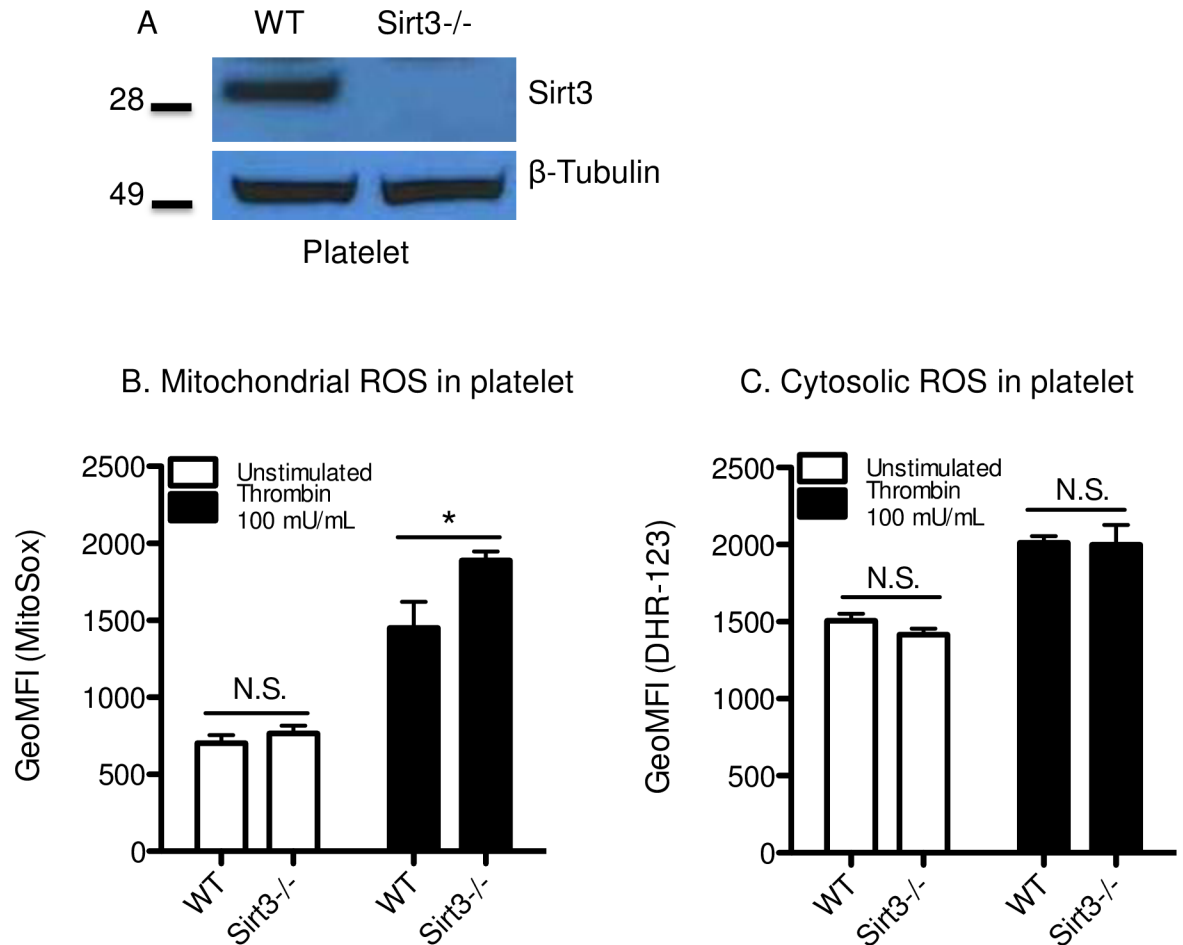 A WT Sirt3-/-
28 Sirt3
49 β-Tubulin
Platelet
B. Mitochondrial ROS in platelet
GeoMFI (MitoSox)
2500
2000
1500
1000
500
0
Unstimulated
Thrombin
100 mU/mL
N.S.
*
WT Sirt3-/- WT Sirt3-/-
C. Cytosolic ROS in platelet
GeoMFI (DHR-123)
2500
2000
1500
1000
500
0
Unstimulated
Thrombin
100 mU/mL
N.S.
N.S.
WT Sirt3-/- WT Sirt3-/-